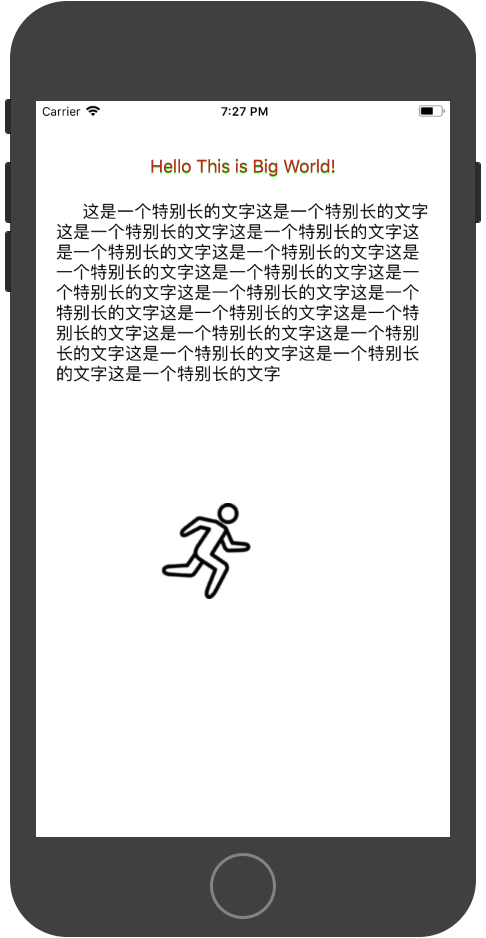 Carrier 7:27 PM
Hello This is Big World!
这是一个特别长的文字这是一个特别长的文字
这是一个特别长的文字这是一个特别长的文字这
是一个特别长的文字这是一个特别长的文字这是
一个特别长的文字这是一个特别长的文字这是一
个特别长的文字这是一个特别长的文字这是一个
特别长的文字这是一个特别长的文字这是一个特
别长的文字这是一个特别长的文字这是一个特别
长的文字这是一个特别长的文字这是一个特别长
的文字这是一个特别长的文字